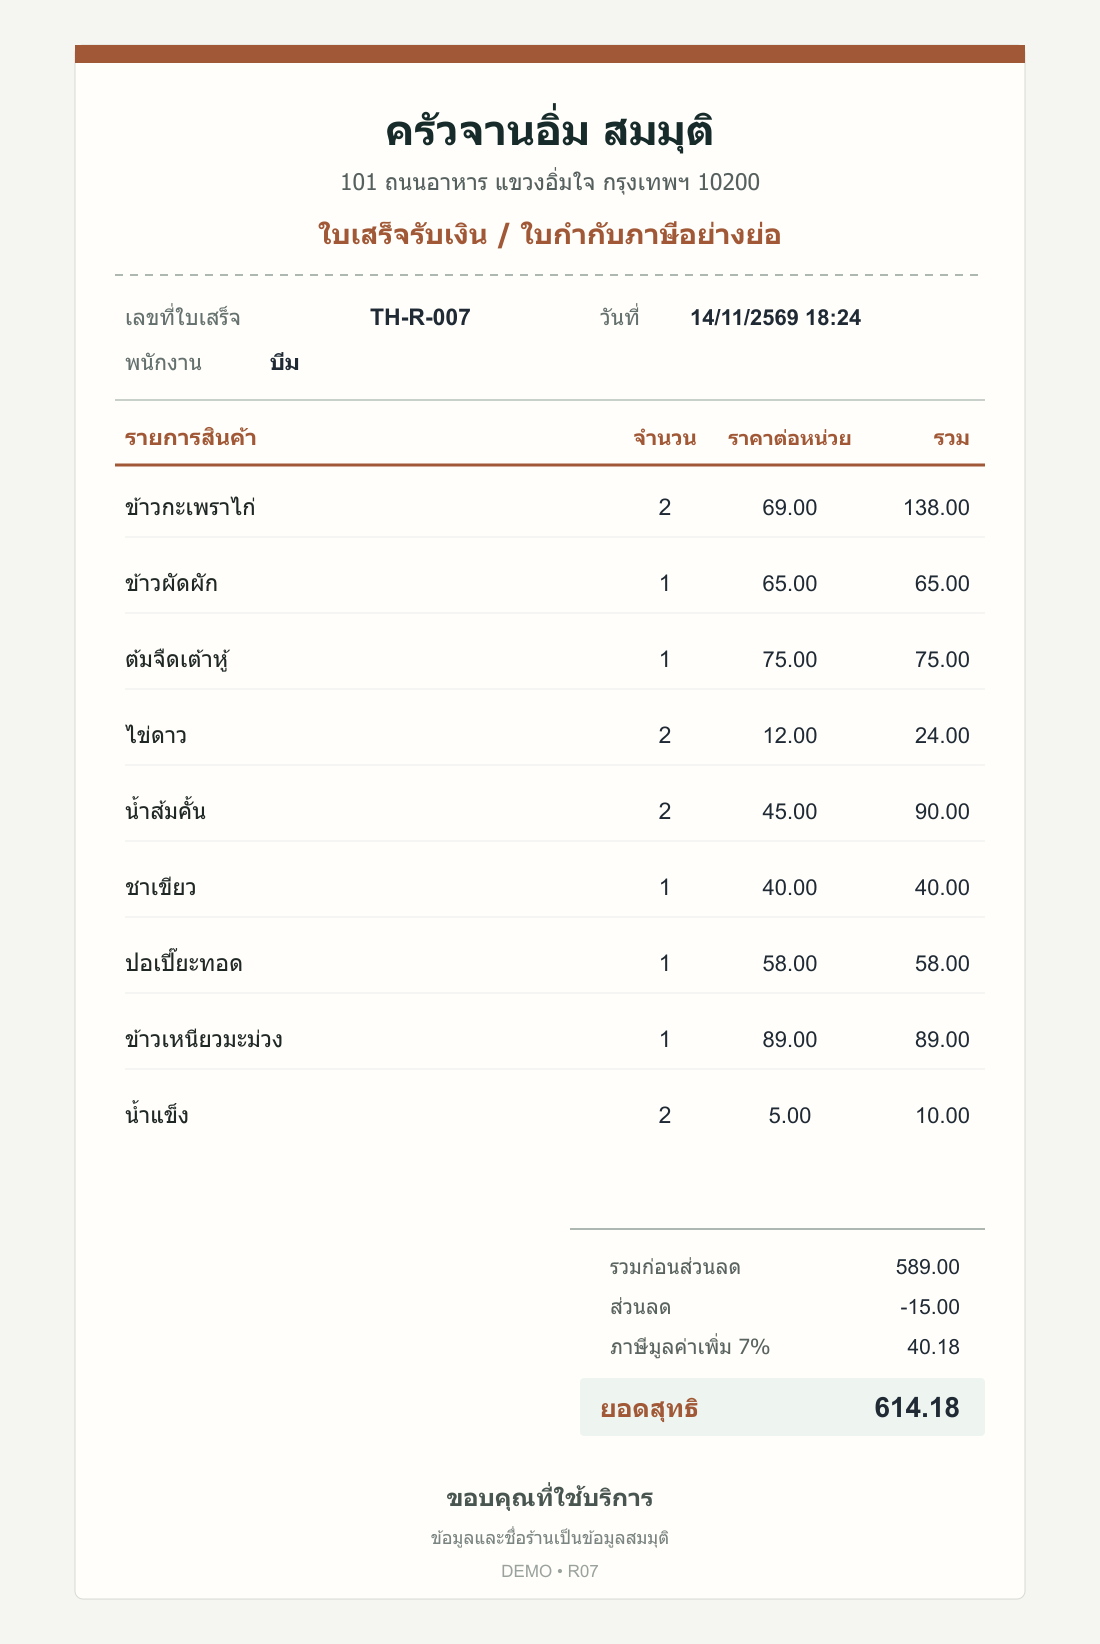 ครัวจานอิ่ม สมมุติ
101 ถนนอาหาร แขวงอิ่มใจ กรุงเทพฯ 10200
ใบเสร็จรับเงิน / ใบกำกับภาษีอย่างย่อ
เลขที่ใบเสร็จ TH-R-007 วันที่ 14/11/2569 18:24
พนักงาน บีม
รายการสินค้า จำนวน ราคาต่อหน่วย รวม
ข้าวกะเพราไก่ 2 69.00 138.00
ข้าวผัดผัก 1 65.00 65.00
ต้มจืดเต้าหู้ 1 75.00 75.00
ไข่ดาว 2 12.00 24.00
น้ำส้มคั้น 2 45.00 90.00
ชาเขียว 1 40.00 40.00
ปอเปี๊ยะทอด 1 58.00 58.00
ข้าวเหนียวมะม่วง 1 89.00 89.00
น้ำแข็ง 2 5.00 10.00
รวมก่อนส่วนลด 589.00
ส่วนลด -15.00
ภาษีมูลค่าเพิ่ม 7% 40.18
ยอดสุทธิ 614.18
ขอบคุณที่ใช้บริการ
ข้อมูลและชื่อร้านเป็นข้อมูลสมมุติ
DEMO • R07